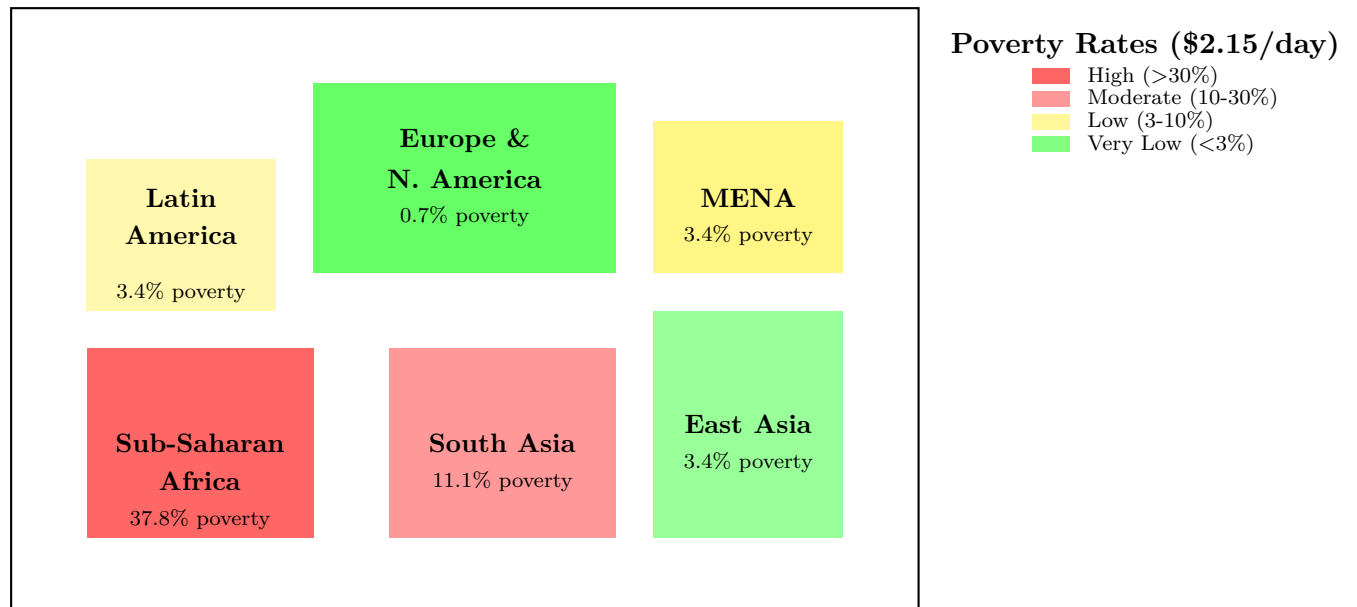 Poverty Rates ($2.15/day)
High (>30%)
Moderate (10-30%)
Low (3-10%)
Very Low (<3%)
Europe &
N. America
0.7% poverty
Latin
America
3.4% poverty
MENA
3.4% poverty
Sub-Saharan
Africa
37.8% poverty
South Asia
11.1% poverty
East Asia
3.4% poverty